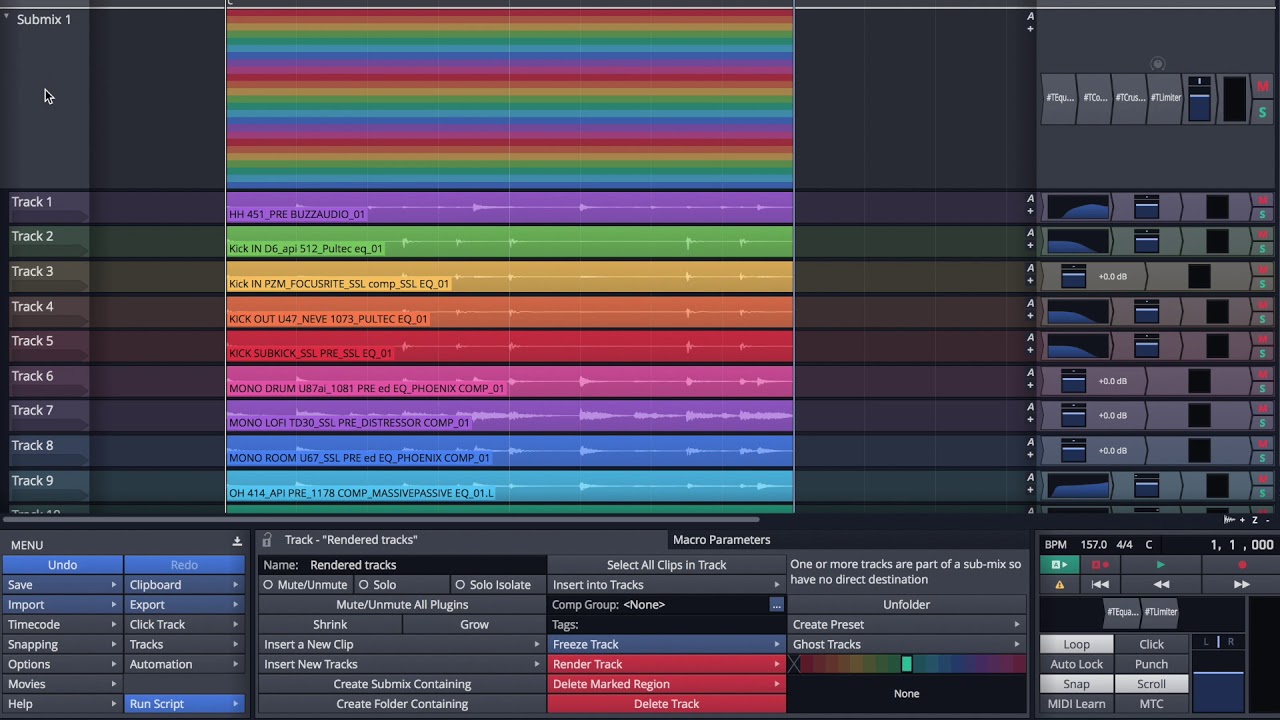 C
Submix 1
A
+
#TEqu... #TCo... #TCrus... #TLimiter
M
S
Track 1
HH 451_PRE BUZZAUDIO_01
A
+
M
S
Track 2
Kick IN D6_api 512_Pultec eq_01
A
+
M
S
Track 3
Kick IN PZM_FOCUSRITE_SSL comp_SSL EQ_01
A
+
+0.0 dB
M
S
Track 4
KICK OUT U47_NEVE 1073_PULTEC EQ_01
A
+
M
S
Track 5
KICK SUBKICK_SSL PRE_SSL EQ_01
A
+
M
S
Track 6
MONO DRUM U87ai_1081 PRE ed EQ_PHOENIX COMP_01
A
+
+0.0 dB
M
S
Track 7
MONO LOFI TD30_SSL PRE_DISTRESSOR COMP_01
A
+
+0.0 dB
M
S
Track 8
MONO ROOM U67_SSL PRE ed EQ_PHOENIX COMP_01
A
+
+0.0 dB
M
S
Track 9
OH 414_API PRE_1178 COMP_MASSIVEPASSIVE EQ_01.L
A
+
M
S
Track 10
A
+ Z -
MENU
Undo Redo
Save Clipboard
Import Export
Timecode Click Track
Snapping Tracks
Options Automation
Movies
Help Run Script
Track - "Rendered tracks" Macro Parameters
Name: Rendered tracks
Mute/Unmute Solo Solo Isolate
Mute/Unmute All Plugins
Shrink Grow
Insert a New Clip
Insert New Tracks
Create Submix Containing
Create Folder Containing
Select All Clips in Track
Insert into Tracks
Comp Group: <None> ...
Tags:
Freeze Track
Render Track
Delete Marked Region
Delete Track
One or more tracks are part of a sub-mix so
have no direct destination
Unfolder
Create Preset
Ghost Tracks
None
BPM 157.0 4/4 C 1, 1 ,000
A
#TEqua... #TLimiter
Loop Click
Auto Lock Punch
Snap Scroll
MIDI Learn MTC
L R